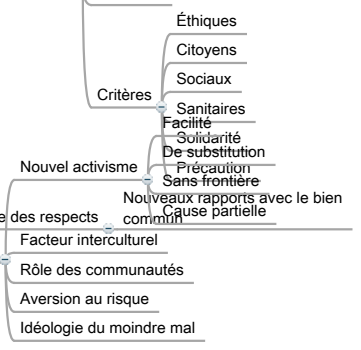 Éthiques
Citoyens
Sociaux
Critères
Sanitaires
Facilité
Solidarité
De substitution
Nouvel activisme
Précaution
Sans frontière
Nouveaux rapports avec le bien
commun
Cause partielle
e des respects
Facteur interculturel
Rôle des communautés
Aversion au risque
Idéologie du moindre mal